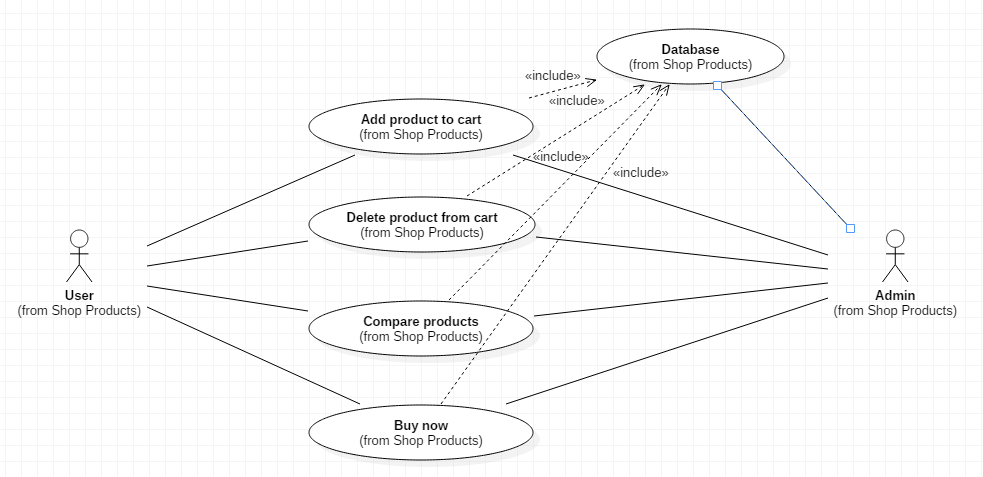 Database
(from Shop Products)
«include»
«include»
Add product to cart
(from Shop Products)
«include»
«include»
Delete product from cart
(from Shop Products)
User
(from Shop Products)
Admin
(from Shop Products)
Compare products
(from Shop Products)
Buy now
(from Shop Products)